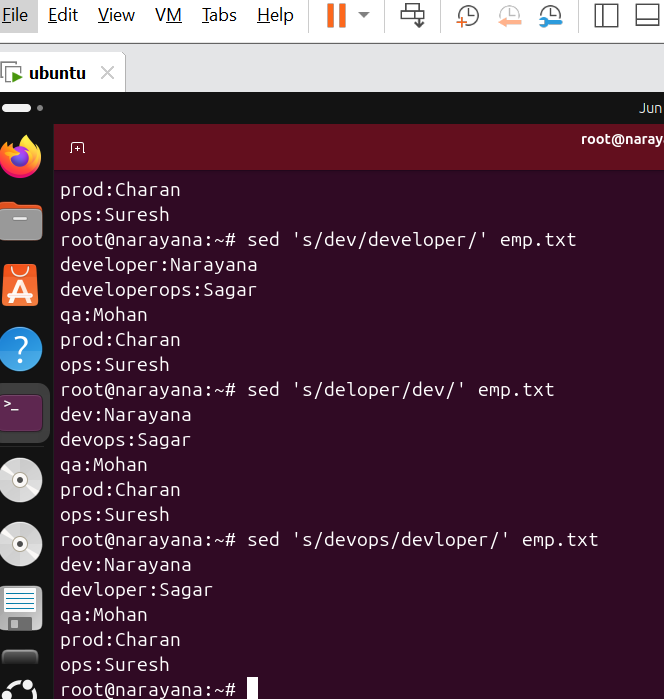 File Edit View VM Tabs Help
ubuntu
Jun
root@naray
prod:Charan
ops:Suresh
root@narayana:~# sed 's/dev/developer/' emp.txt
developer:Narayana
developerops:Sagar
qa:Mohan
prod:Charan
ops:Suresh
root@narayana:~# sed 's/deloper/dev/' emp.txt
dev:Narayana
devops:Sagar
qa:Mohan
prod:Charan
ops:Suresh
root@narayana:~# sed 's/devops/devloper/' emp.txt
dev:Narayana
devloper:Sagar
qa:Mohan
prod:Charan
ops:Suresh
root@narayana:~#